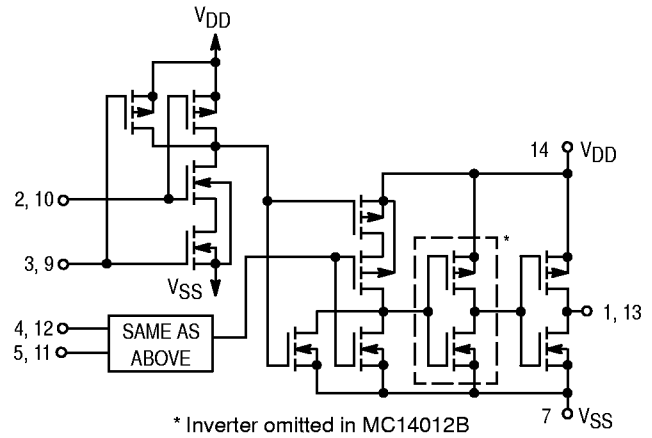 VDD
14
VDD
2, 10
*
3, 9
VSS
1, 13
4, 12
SAME AS
5, 11
ABOVE
7
VSS
* Inverter omitted in MC14012B